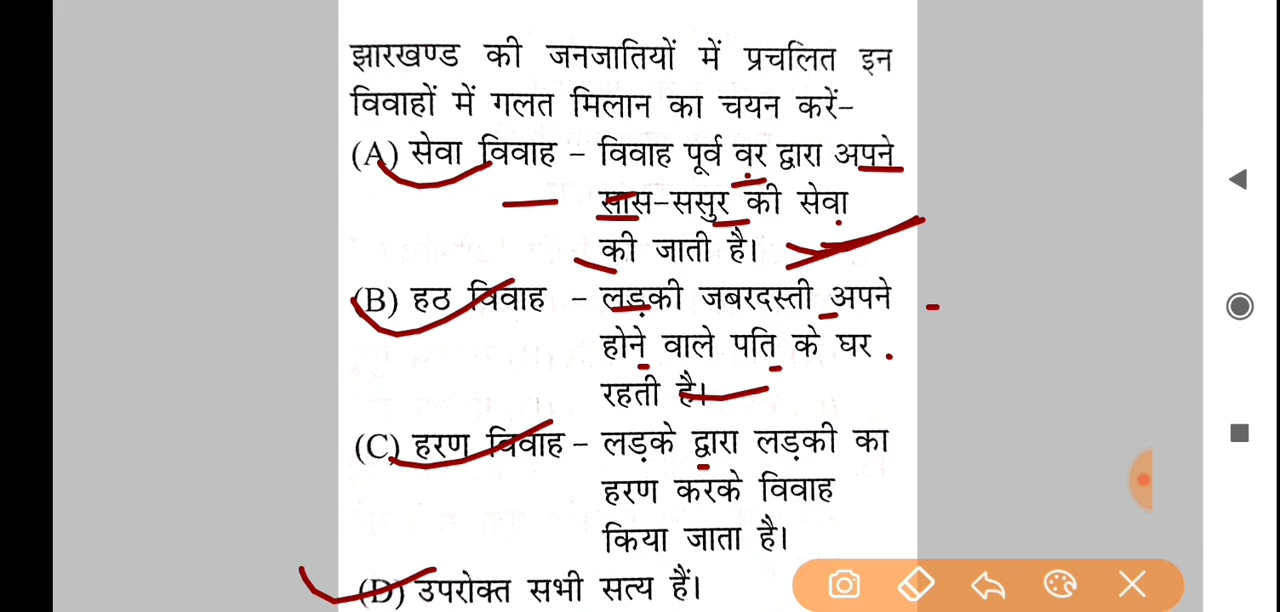 झारखण्ड की जनजातियों में प्रचलित इन
विवाहों में गलत मिलान का चयन करें–
(A) सेवा विवाह – विवाह पूर्व वर द्वारा अपने
सास-ससुर की सेवा
की जाती है।
(B) हठ विवाह – लड़की जबरदस्ती अपने
होने वाले पति के घर
रहती है।
(C) हरण विवाह – लड़के द्वारा लड़की का
हरण करके विवाह
किया जाता है।
(D) उपरोक्त सभी सत्य हैं।